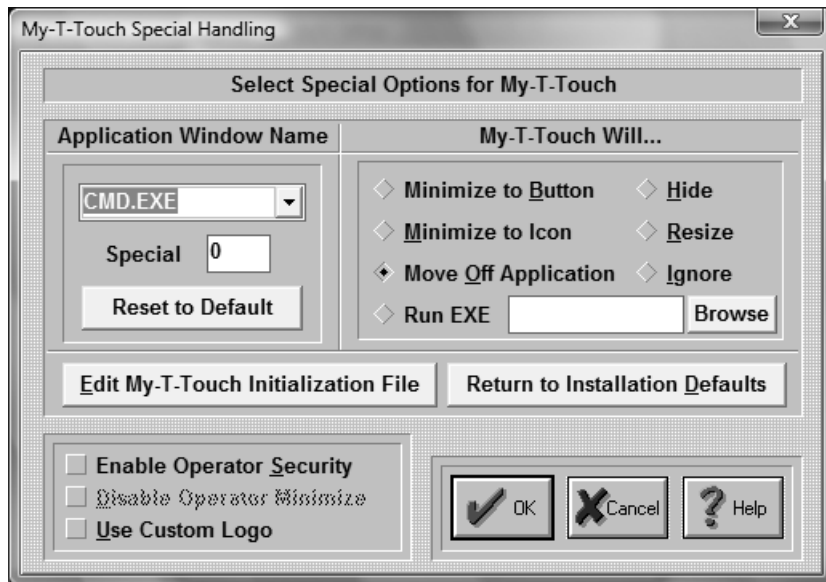 My-T-Touch Special Handling
X
Select Special Options for My-T-Touch
Application Window Name
My-T-Touch Will...
CMD.EXE
Special 0
Reset to Default
Minimize to Button
Hide
Minimize to Icon
Resize
Move Off Application
Ignore
Run EXE
Browse
Edit My-T-Touch Initialization File
Return to Installation Defaults
Enable Operator Security
Disable Operator Minimize
Use Custom Logo
OK
Cancel
Help